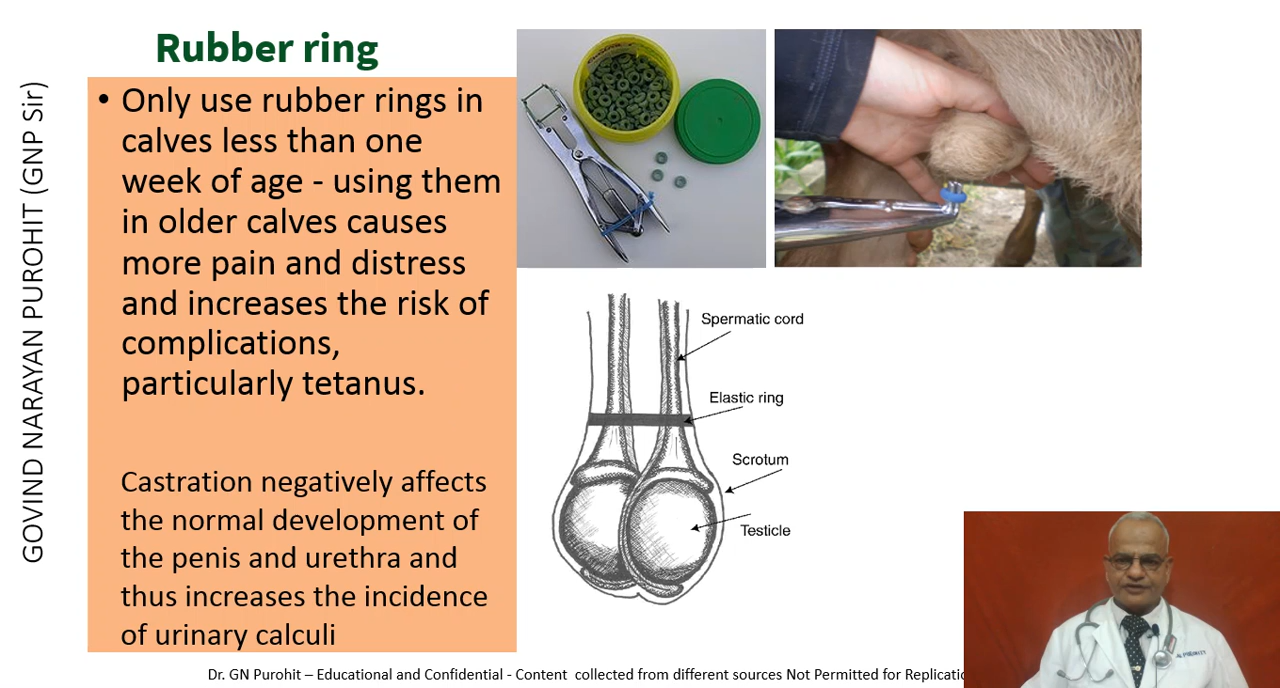 Rubber ring
GOVIND NARAYAN PUROHIT (GNP Sir)
• Only use rubber rings in
calves less than one
week of age - using them
in older calves causes
more pain and distress
and increases the risk of
complications,
particularly tetanus.
Castration negatively affects
the normal development of
the penis and urethra and
thus increases the incidence
of urinary calculi
Spermatic cord
Elastic ring
Scrotum
Testicle
Dr. GN Purohit – Educational and Confidential - Content collected from different sources Not Permitted for Replicatio